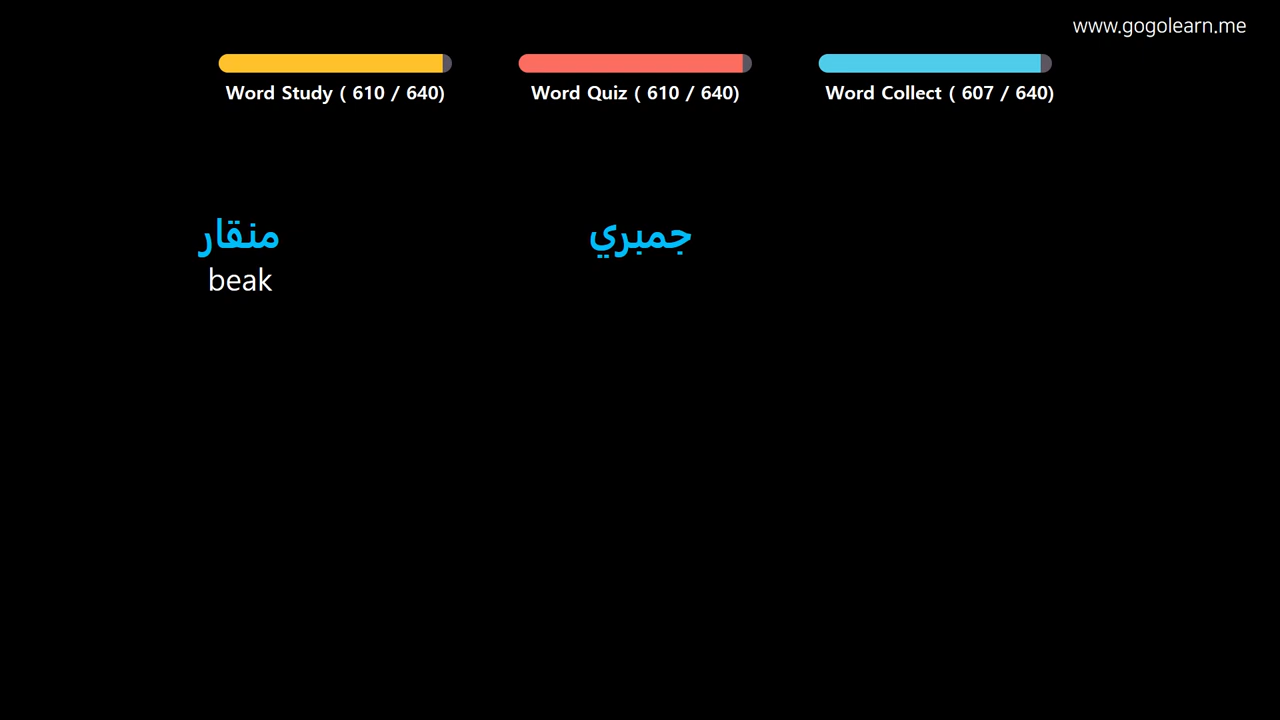 www.gogolearn.me
Word Study ( 610 / 640)
Word Quiz ( 610 / 640)
Word Collect ( 607 / 640)
منقار
beak
جمبري